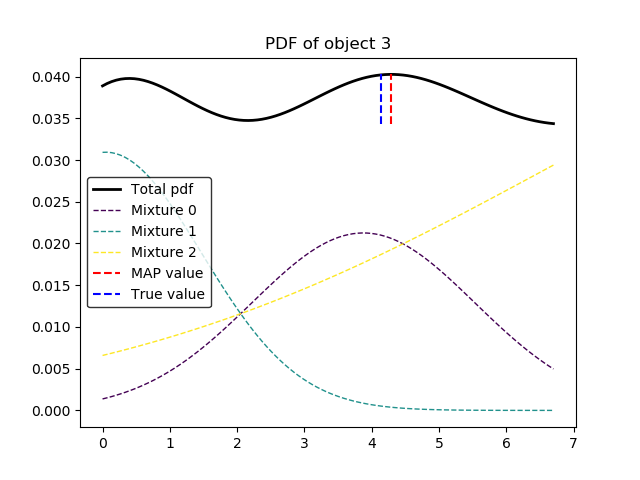 PDF of object 3
0.040
0.035
0.030
0.025
0.020
0.015
0.010
0.005
0.000
Total pdf
Mixture 0
Mixture 1
Mixture 2
MAP value
True value
0 1 2 3 4 5 6 7